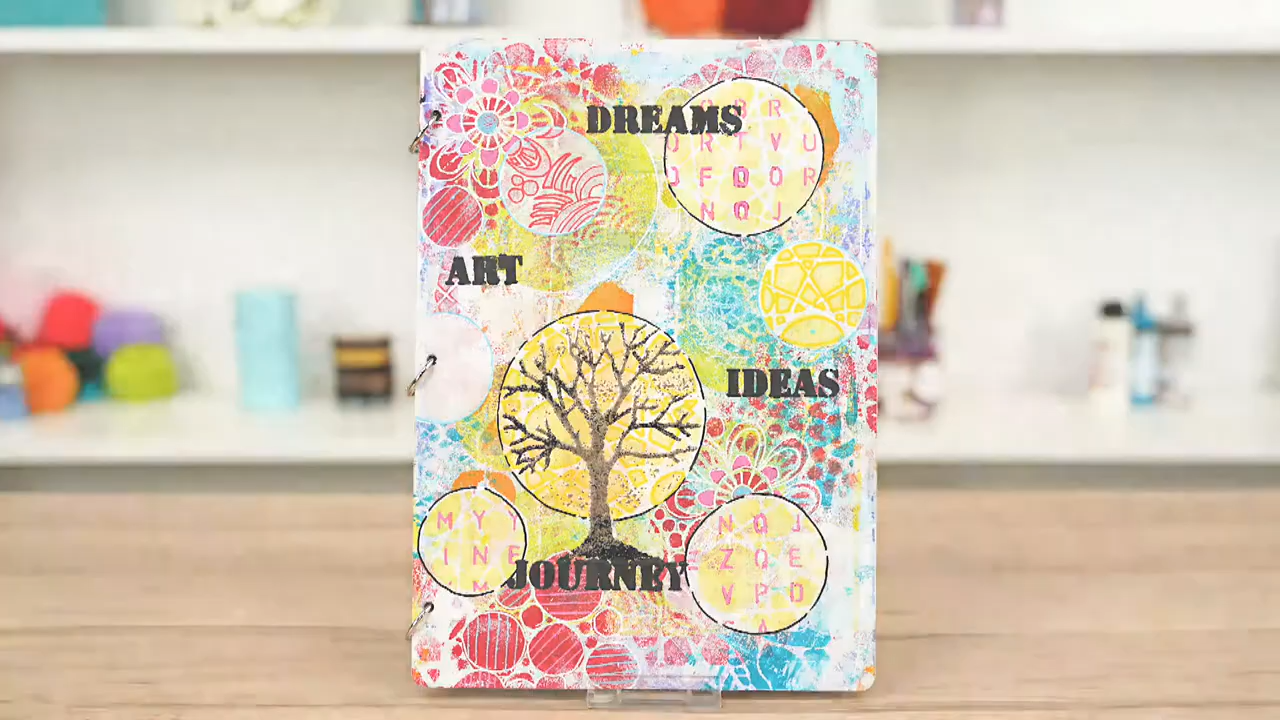 DREAMS
O B R
O R T V U
O F O O R
N O J
ART
IDEAS
M Y Y
I N E
M
N O J
Z O E
V P D
A
JOURNEY